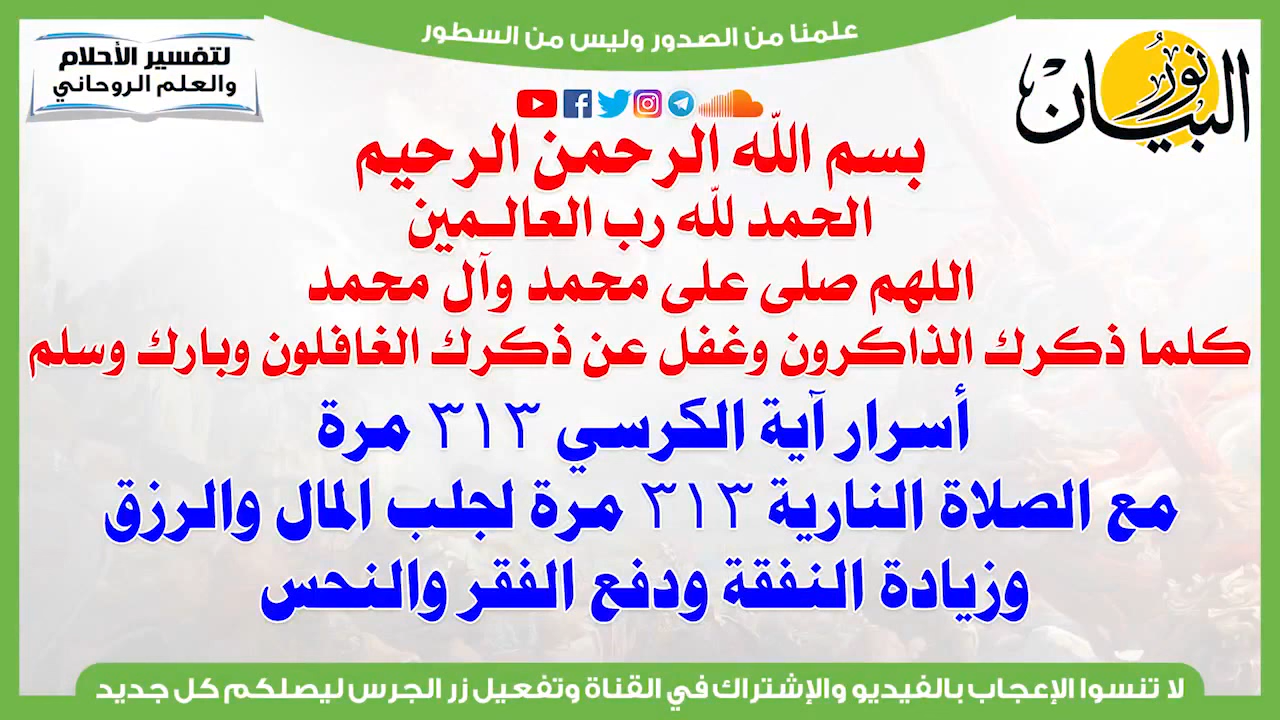 علمنا من الصدور وليس من السطور
نور البيان
لتفسير الأحلام
والعلم الروحاني
بسم الله الرحمن الرحيم
الحمد لله رب العالـمين
اللهم صلى على محمد وآل محمد
كلما ذكرك الذاكرون وغفل عن ذكرك الغافلون وبارك وسلم
أسرار آية الكرسي ٣١٣ مرة
مع الصلاة النارية ٣١٣ مرة لجلب المال والرزق
وزيادة النفقة ودفع الفقر والنحس
لا تنسوا الإعجاب بالفيديو والإشتراك في القناة وتفعيل زر الجرس ليصلكم كل جديد